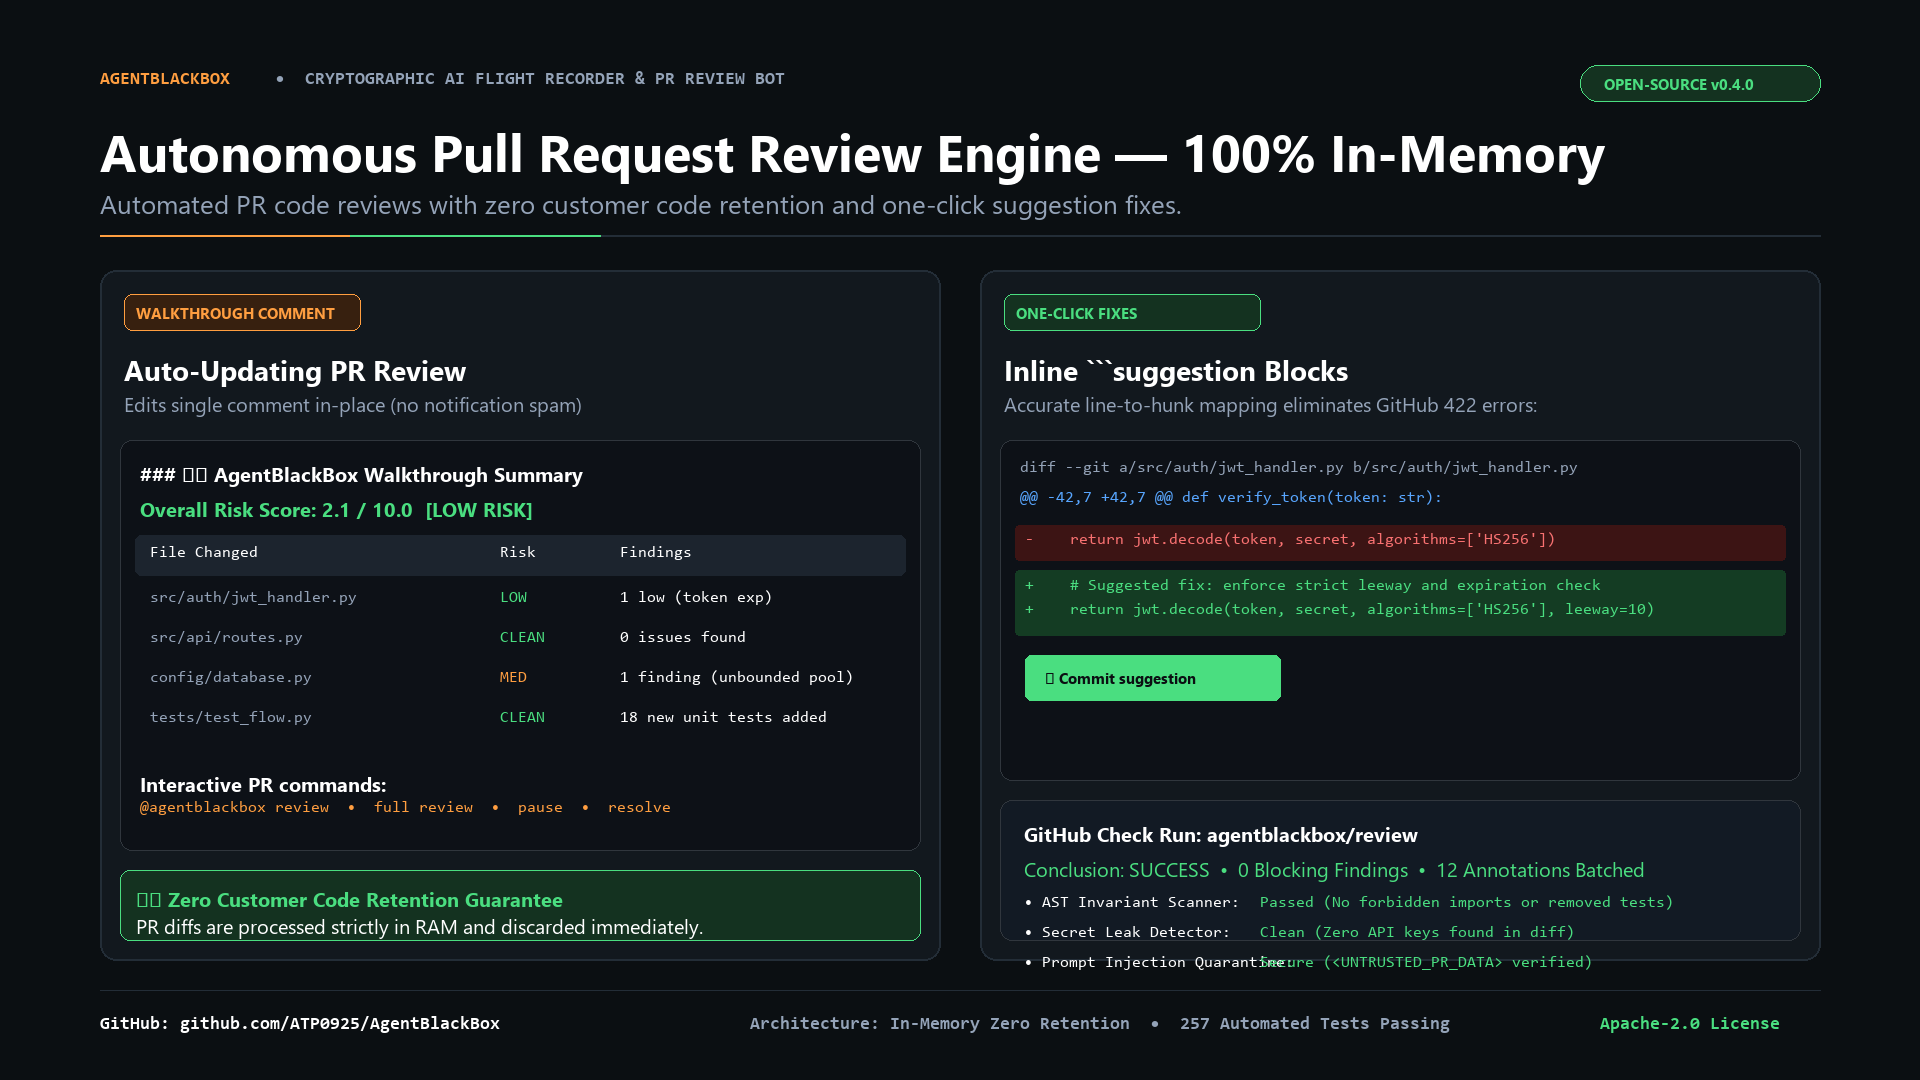 AGENTBLACKBOX • CRYPTOGRAPHIC AI FLIGHT RECORDER & PR REVIEW BOT
OPEN-SOURCE v0.4.0
Autonomous Pull Request Review Engine — 100% In-Memory
Automated PR code reviews with zero customer code retention and one-click suggestion fixes.
WALKTHROUGH COMMENT
Auto-Updating PR Review
Edits single comment in-place (no notification spam)
### AgentBlackBox Walkthrough Summary
Overall Risk Score: 2.1 / 10.0 [LOW RISK]
File Changed Risk Findings
src/auth/jwt_handler.py LOW 1 low (token exp)
src/api/routes.py CLEAN 0 issues found
config/database.py MED 1 finding (unbounded pool)
tests/test_flow.py CLEAN 18 new unit tests added
Interactive PR commands:
@agentblackbox review • full review • pause • resolve
Zero Customer Code Retention Guarantee
PR diffs are processed strictly in RAM and discarded immediately.
ONE-CLICK FIXES
Inline ```suggestion Blocks
Accurate line-to-hunk mapping eliminates GitHub 422 errors:
diff --git a/src/auth/jwt_handler.py b/src/auth/jwt_handler.py
@@ -42,7 +42,7 @@ def verify_token(token: str):
- return jwt.decode(token, secret, algorithms=['HS256'])
+ # Suggested fix: enforce strict leeway and expiration check
+ return jwt.decode(token, secret, algorithms=['HS256'], leeway=10)
Commit suggestion
GitHub Check Run: agentblackbox/review
Conclusion: SUCCESS • 0 Blocking Findings • 12 Annotations Batched
• AST Invariant Scanner: Passed (No forbidden imports or removed tests)
• Secret Leak Detector: Clean (Zero API keys found in diff)
• Prompt Injection Quarantine: Secure (<UNTRUSTED_PR_DATA> verified)
GitHub: github.com/ATP0925/AgentBlackBox
Architecture: In-Memory Zero Retention • 257 Automated Tests Passing
Apache-2.0 License